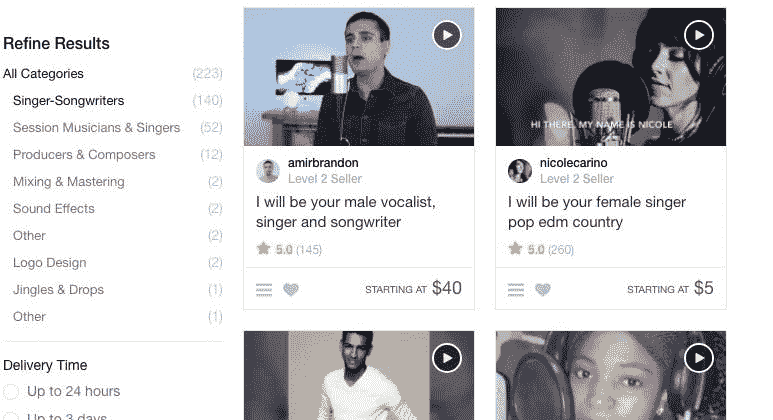 Refine Results
All Categories (223)
Singer-Songwriters (140)
Session Musicians & Singers (52)
Producers & Composers (12)
Mixing & Mastering (2)
Sound Effects (2)
Other (2)
Logo Design (2)
Jingles & Drops (1)
Other (1)
Delivery Time
Up to 24 hours
Up to 3 days
amirbrandon
Level 2 Seller
I will be your male vocalist,
singer and songwriter
5.0 (145)
STARTING AT $40
HI THERE, MY NAME IS NICOLE
nicolecarino
Level 2 Seller
I will be your female singer
pop edm country
5.0 (260)
STARTING AT $5